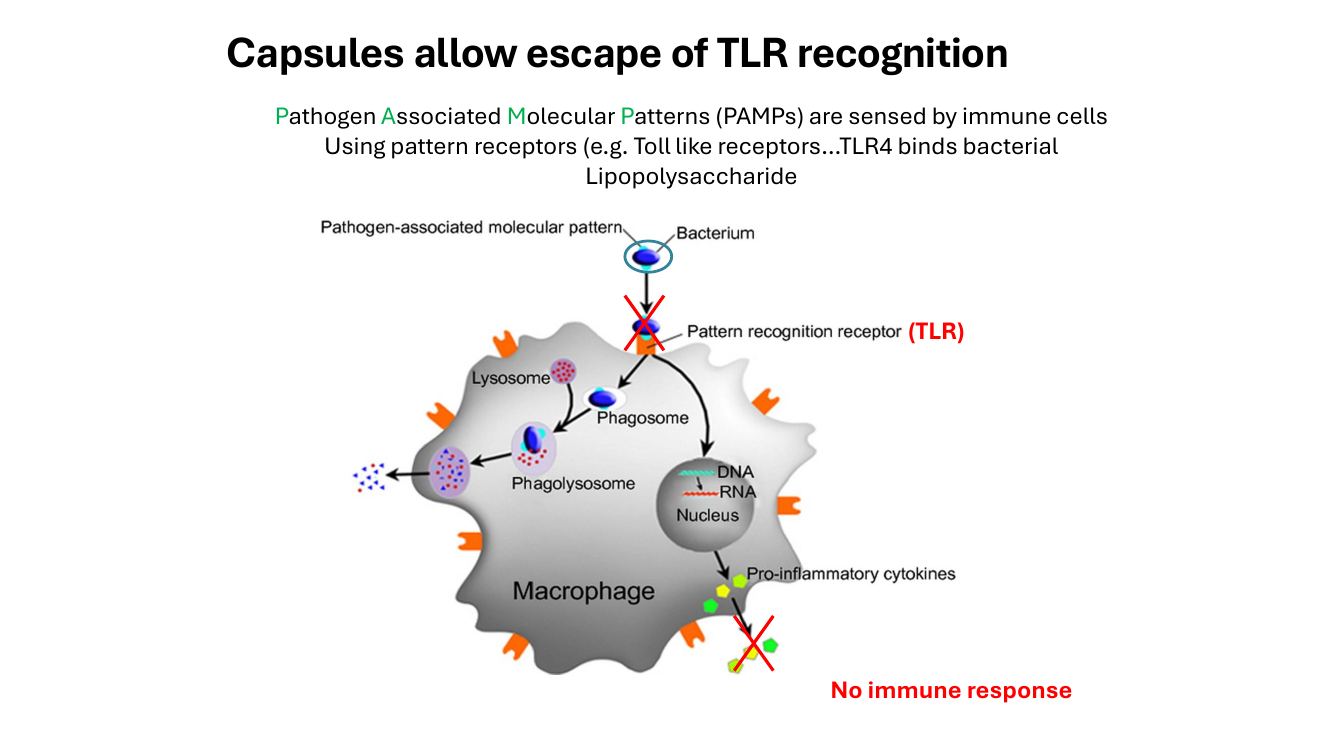 Capsules allow escape of TLR recognition
Pathogen Associated Molecular Patterns (PAMPs) are sensed by immune cells
Using pattern receptors (e.g. Toll like receptors...TLR4 binds bacterial
Lipopolysaccharide
Pathogen-associated molecular pattern
Bacterium
Pattern recognition receptor (TLR)
Lysosome
Phagosome
Phagolysosome
DNA
RNA
Nucleus
Pro-inflammatory cytokines
Macrophage
No immune response